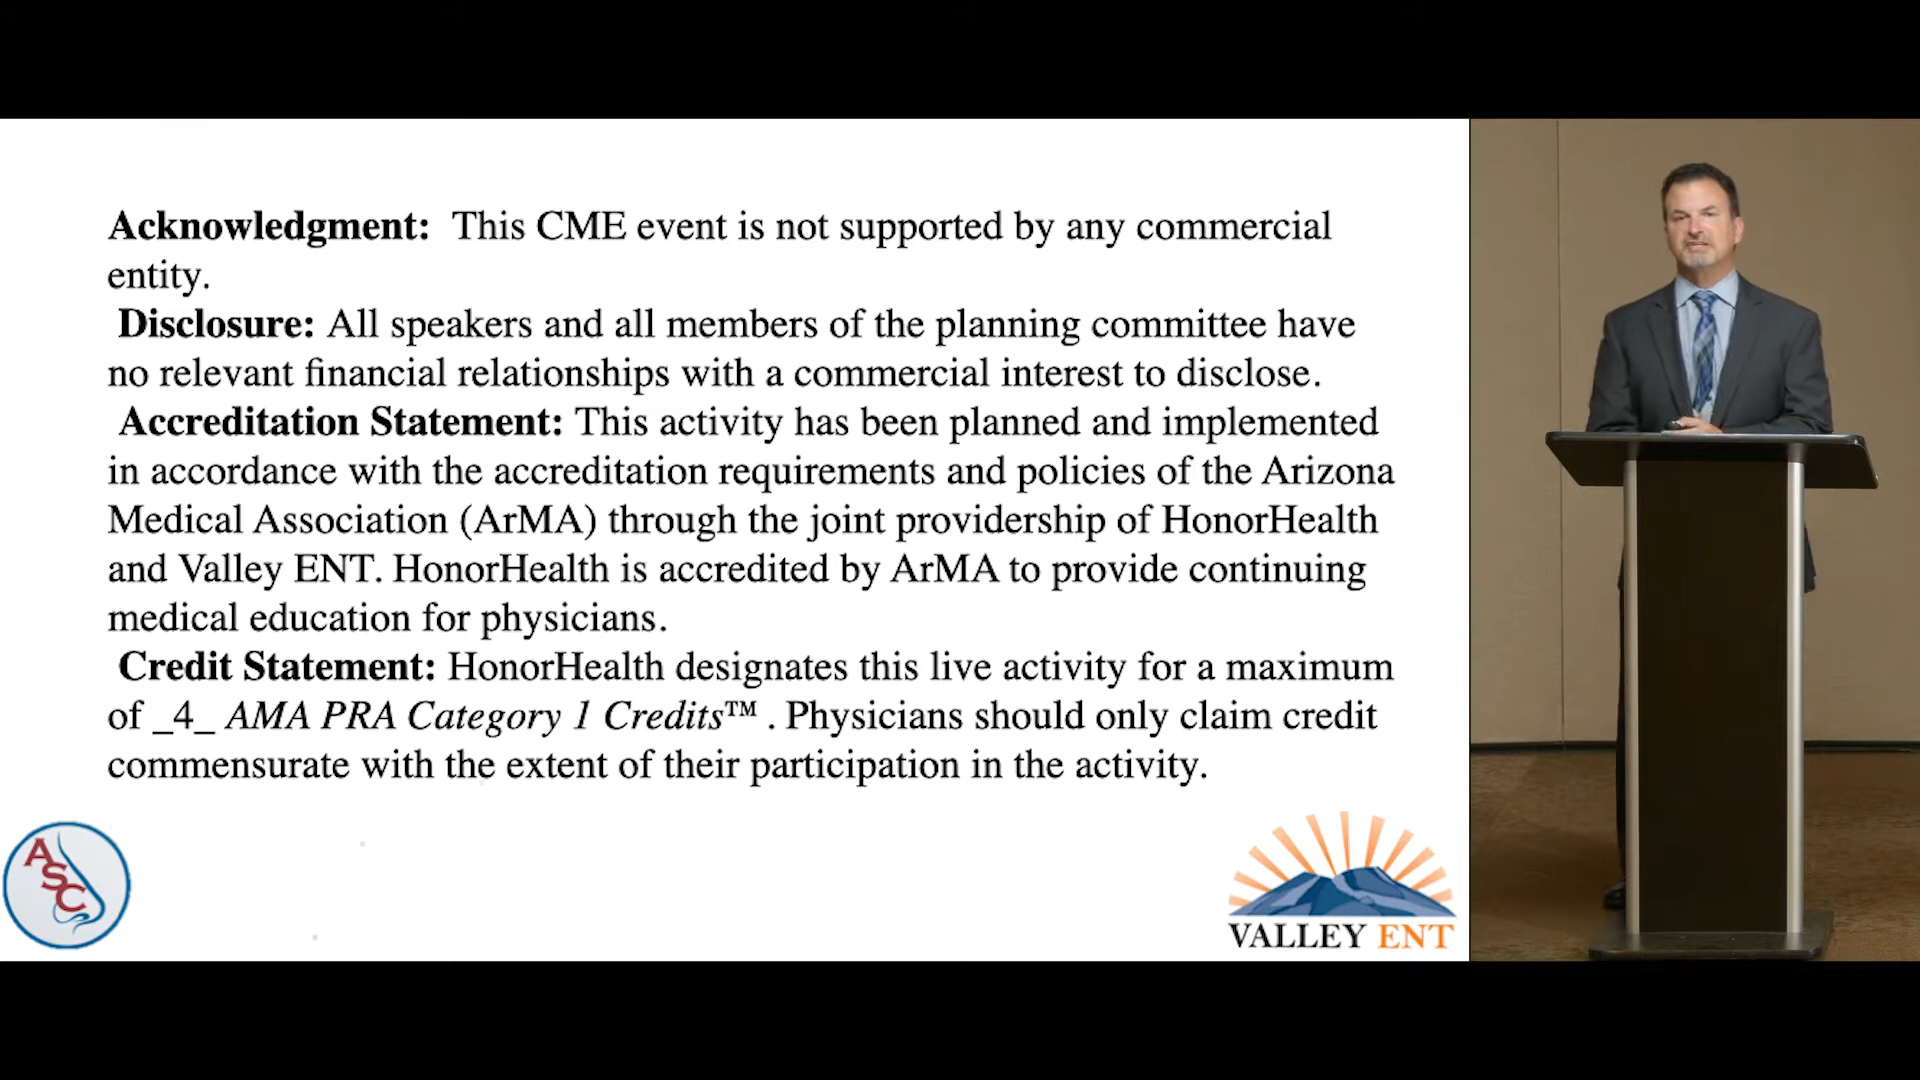 Acknowledgment:  This CME event is not supported by any commercial
entity.
Disclosure: All speakers and all members of the planning committee have
no relevant financial relationships with a commercial interest to disclose.
Accreditation Statement: This activity has been planned and implemented
in accordance with the accreditation requirements and policies of the Arizona
Medical Association (ArMA) through the joint providership of HonorHealth
and Valley ENT. HonorHealth is accredited by ArMA to provide continuing
medical education for physicians.
Credit Statement: HonorHealth designates this live activity for a maximum
of _4_ AMA PRA Category 1 Credits™ . Physicians should only claim credit
commensurate with the extent of their participation in the activity.
ASC
VALLEY ENT